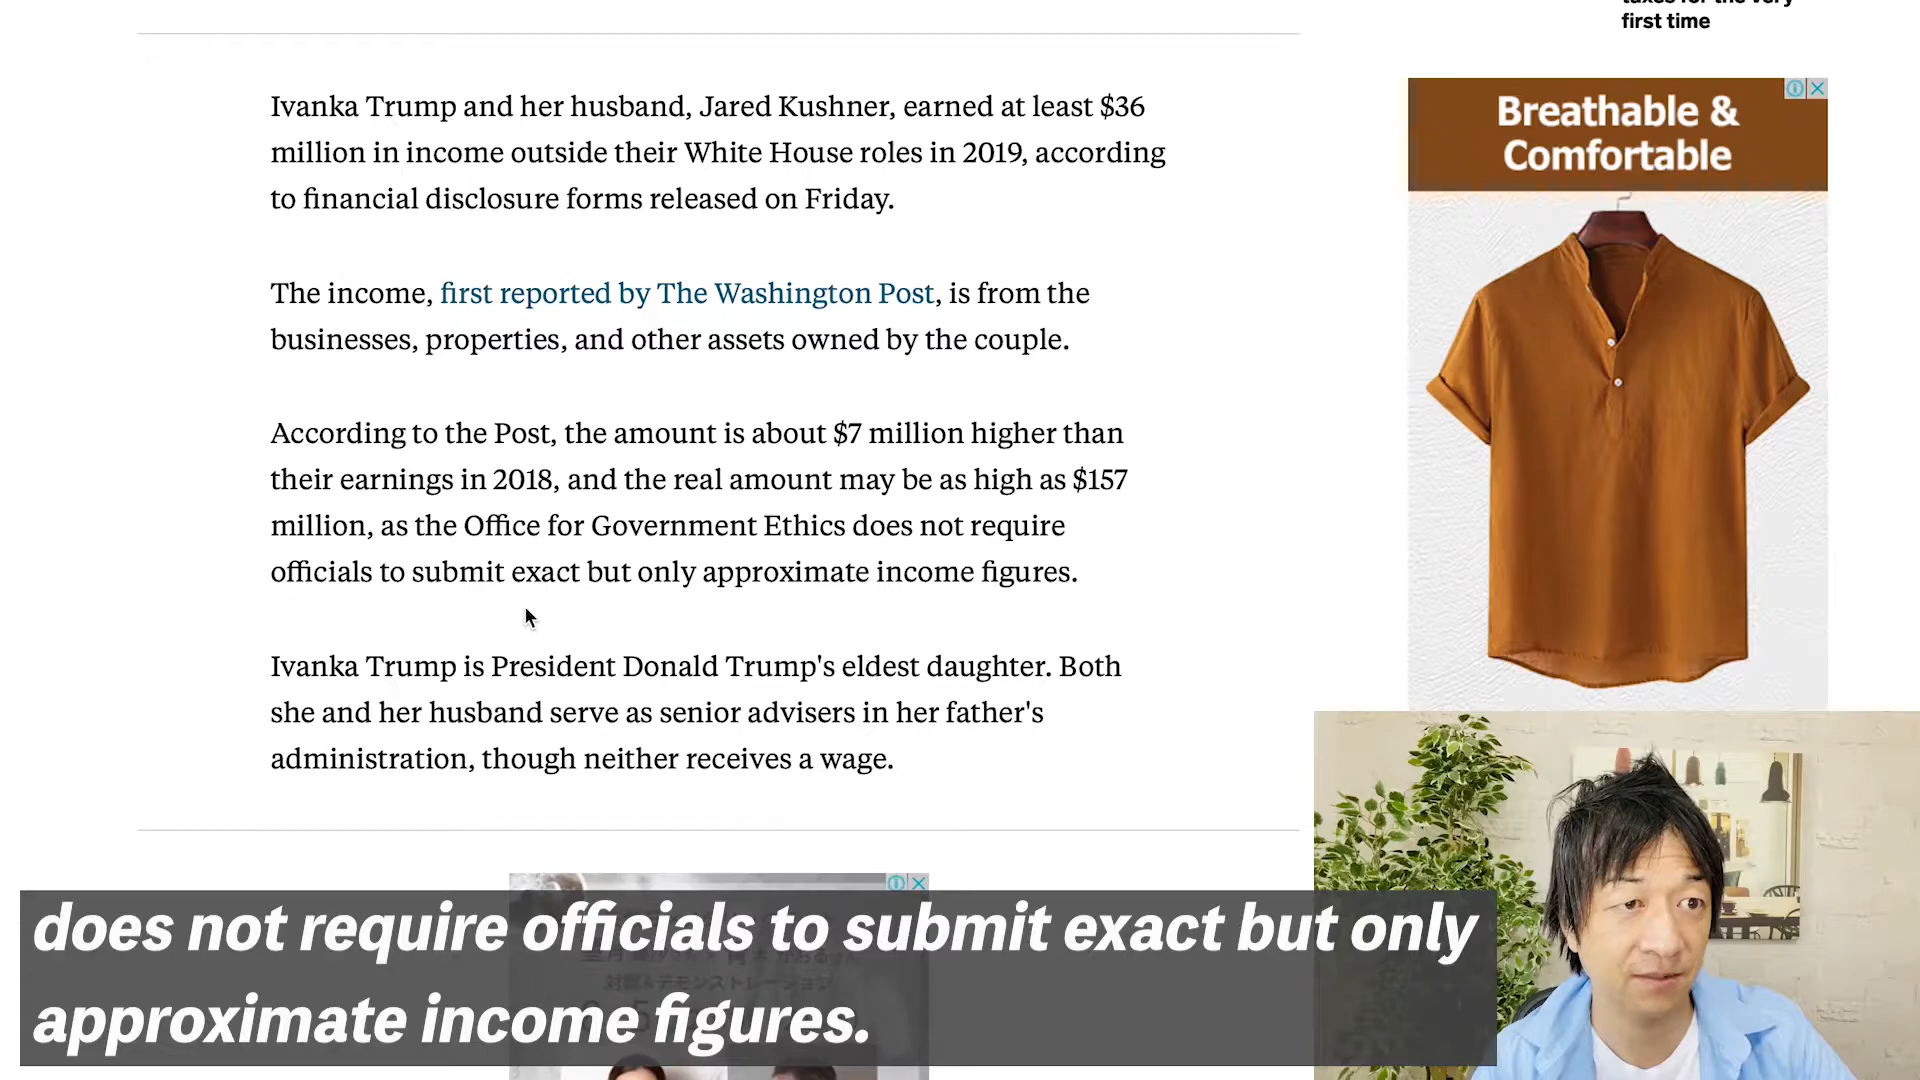 taxes for the very
first time
Ivanka Trump and her husband, Jared Kushner, earned at least $36
million in income outside their White House roles in 2019, according
to financial disclosure forms released on Friday.
The income, first reported by The Washington Post, is from the
businesses, properties, and other assets owned by the couple.
According to the Post, the amount is about $7 million higher than
their earnings in 2018, and the real amount may be as high as $157
million, as the Office for Government Ethics does not require
officials to submit exact but only approximate income figures.
Ivanka Trump is President Donald Trump's eldest daughter. Both
she and her husband serve as senior advisers in her father's
administration, though neither receives a wage.
Breathable &
Comfortable
does not require officials to submit exact but only
approximate income figures.